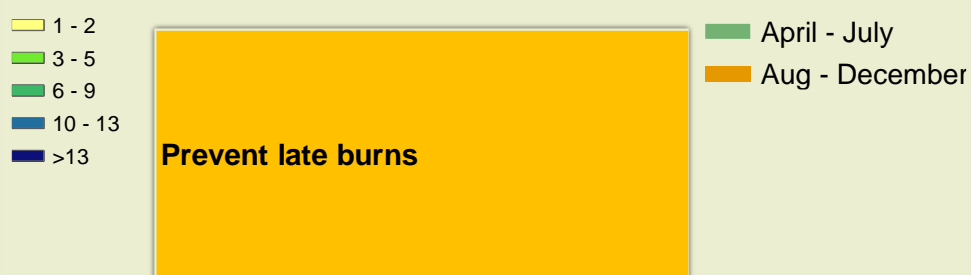 1 - 2
3 - 5
6 - 9
10 - 13
>13
Prevent late burns
April - July
Aug - December